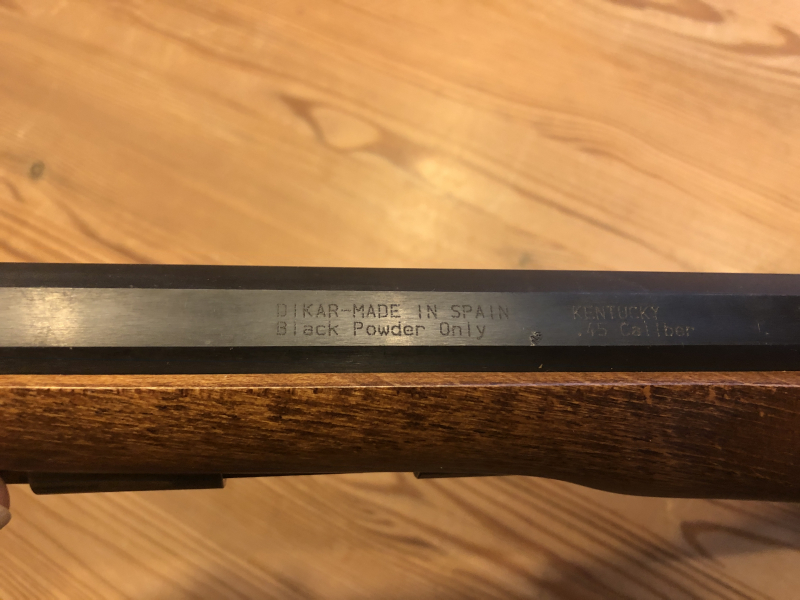 DIKAR-MADE IN SPAIN
Black Powder Only
KENTUCKY
.45 Caliber